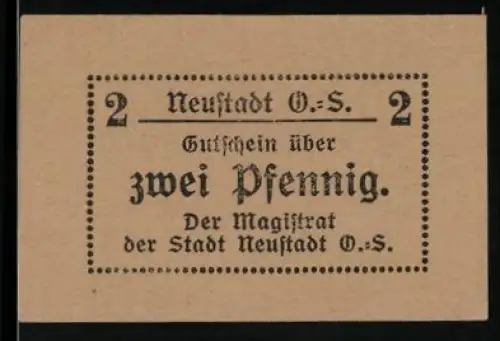 2 Neuſtadt O.=S. 2
Gutſchein über
zwei Pfennig.
Der Magiſtrat
der Stadt Neuſtadt O.=S.